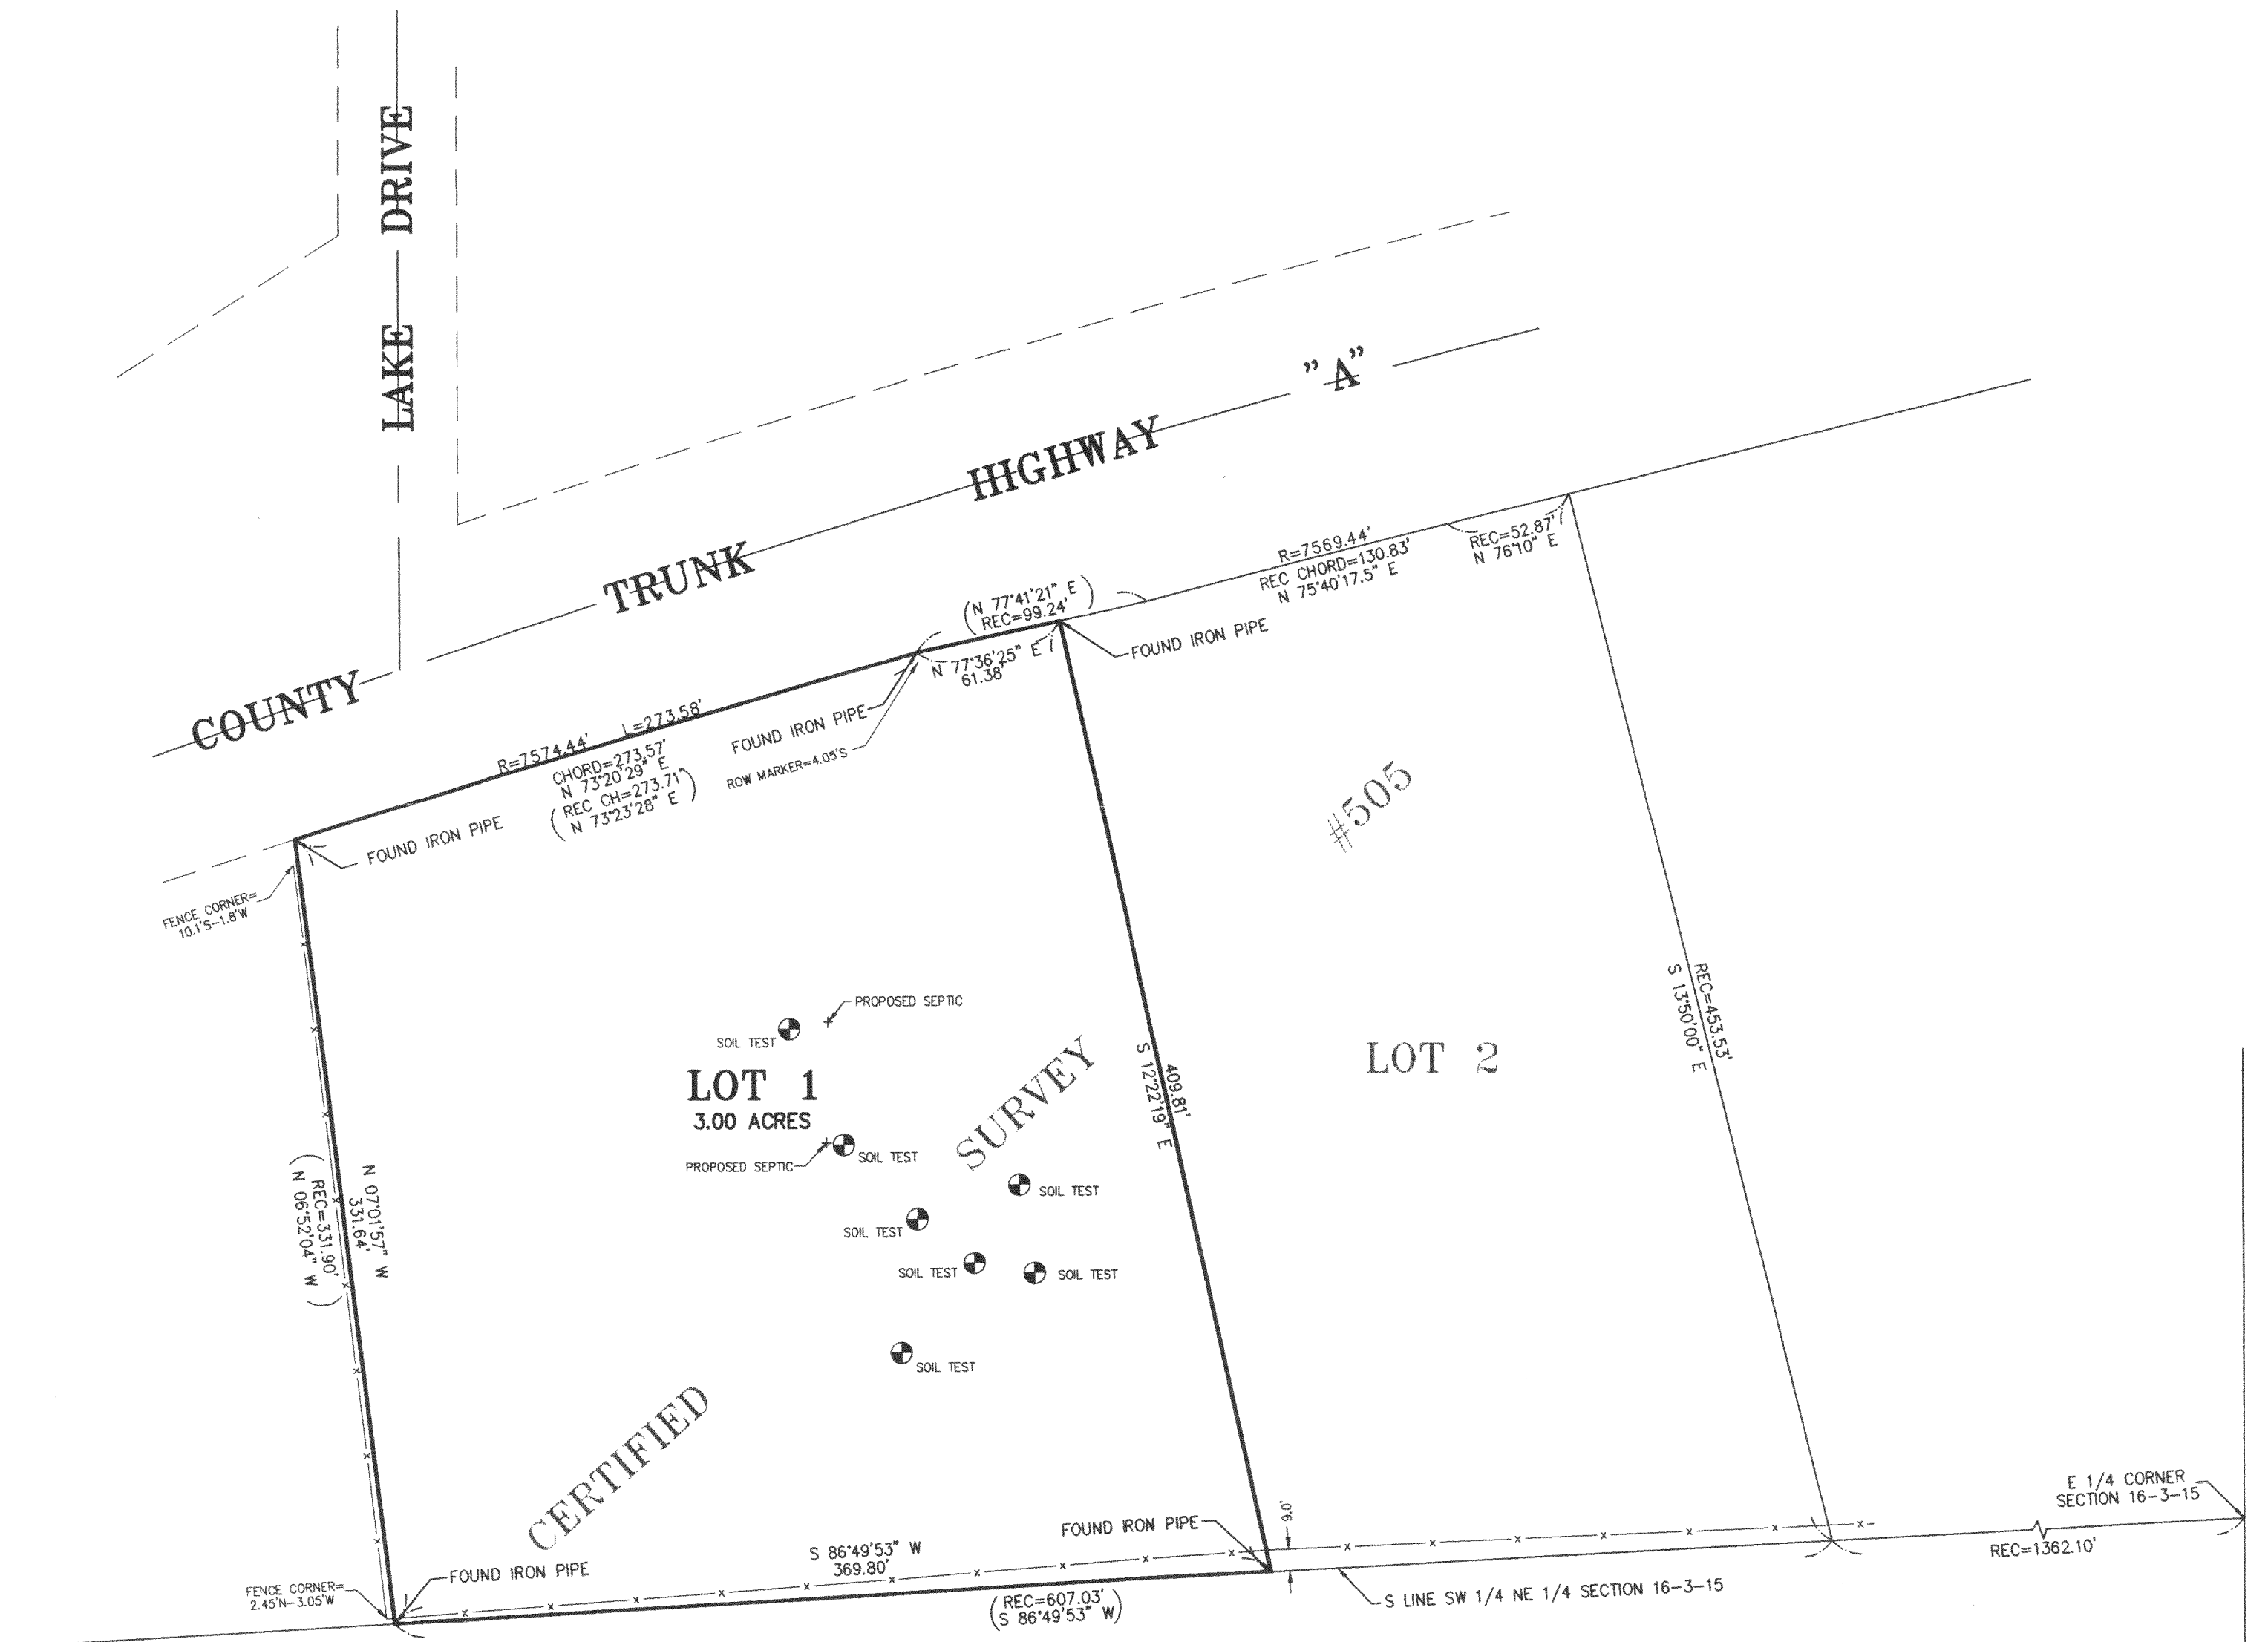 LAKE DRIVE
COUNTY TRUNK HIGHWAY "A"
R=7569.44'
REC CHORD=130.83'
N 75°40'17.5" E
REC=52.87'
N 76°10" E
(N 77°41'21" E
REC=99.24')
N 77°36'25" E
61.38'
FOUND IRON PIPE
R=7574.44' L=273.58'
CHORD=273.57'
N 73°20'29" E
(REC CH=273.71'
N 73°23'28" E)
FOUND IRON PIPE
ROW MARKER=4.05'S
FOUND IRON PIPE
FENCE CORNER=
10.1'S-1.8'W
#505
PROPOSED SEPTIC
SOIL TEST
LOT 1
3.00 ACRES
PROPOSED SEPTIC
SOIL TEST
SOIL TEST
SOIL TEST
SOIL TEST
SOIL TEST
SOIL TEST
CERTIFIED SURVEY
409.81'
S 12°22'19" E
LOT 2
REC=453.53'
S 13°50'00" E
N 07°01'57" W
331.64'
(REC=331.90'
N 06°52'04" W)
E 1/4 CORNER
SECTION 16-3-15
REC=1362.10'
9.0'
FOUND IRON PIPE
S 86°49'53" W
369.80'
(REC=607.03'
S 86°49'53" W)
FOUND IRON PIPE
FENCE CORNER=
2.45'N-3.05'W
S LINE SW 1/4 NE 1/4 SECTION 16-3-15